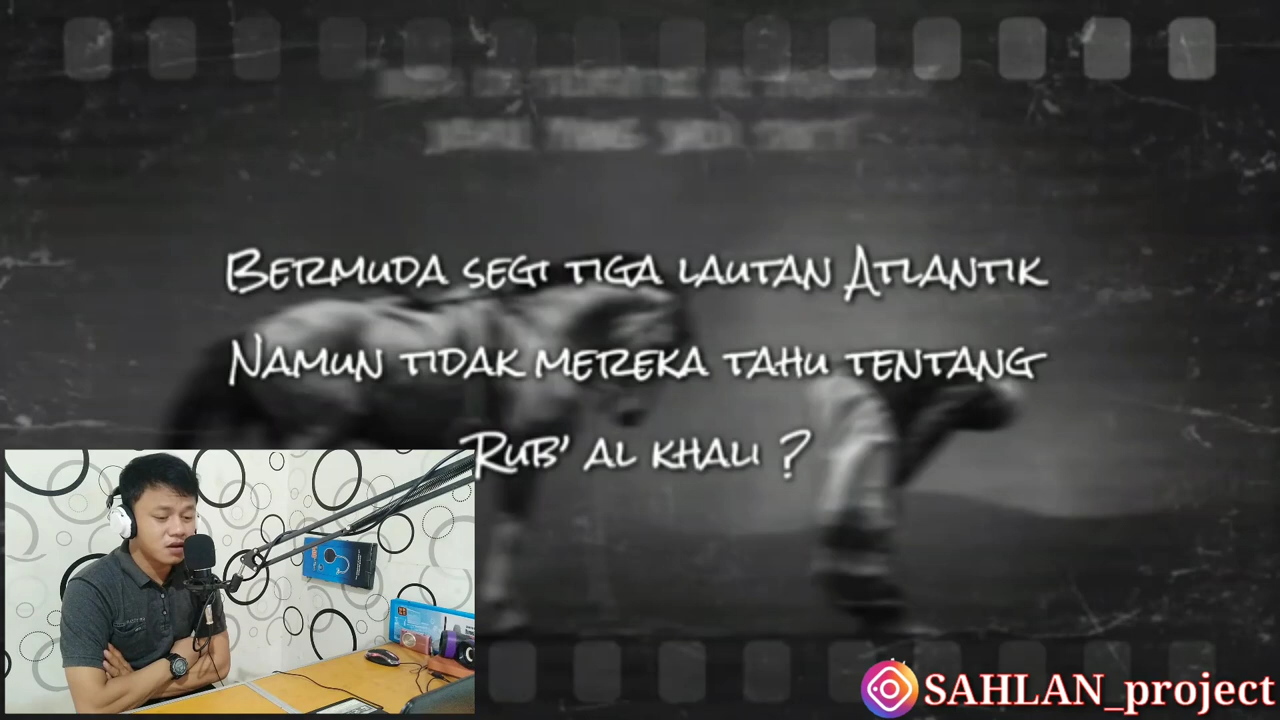 Bermuda segi tiga lautan Atlantik
Namun tidak mereka tahu tentang
Rub' al khali ?
SAHLAN_project